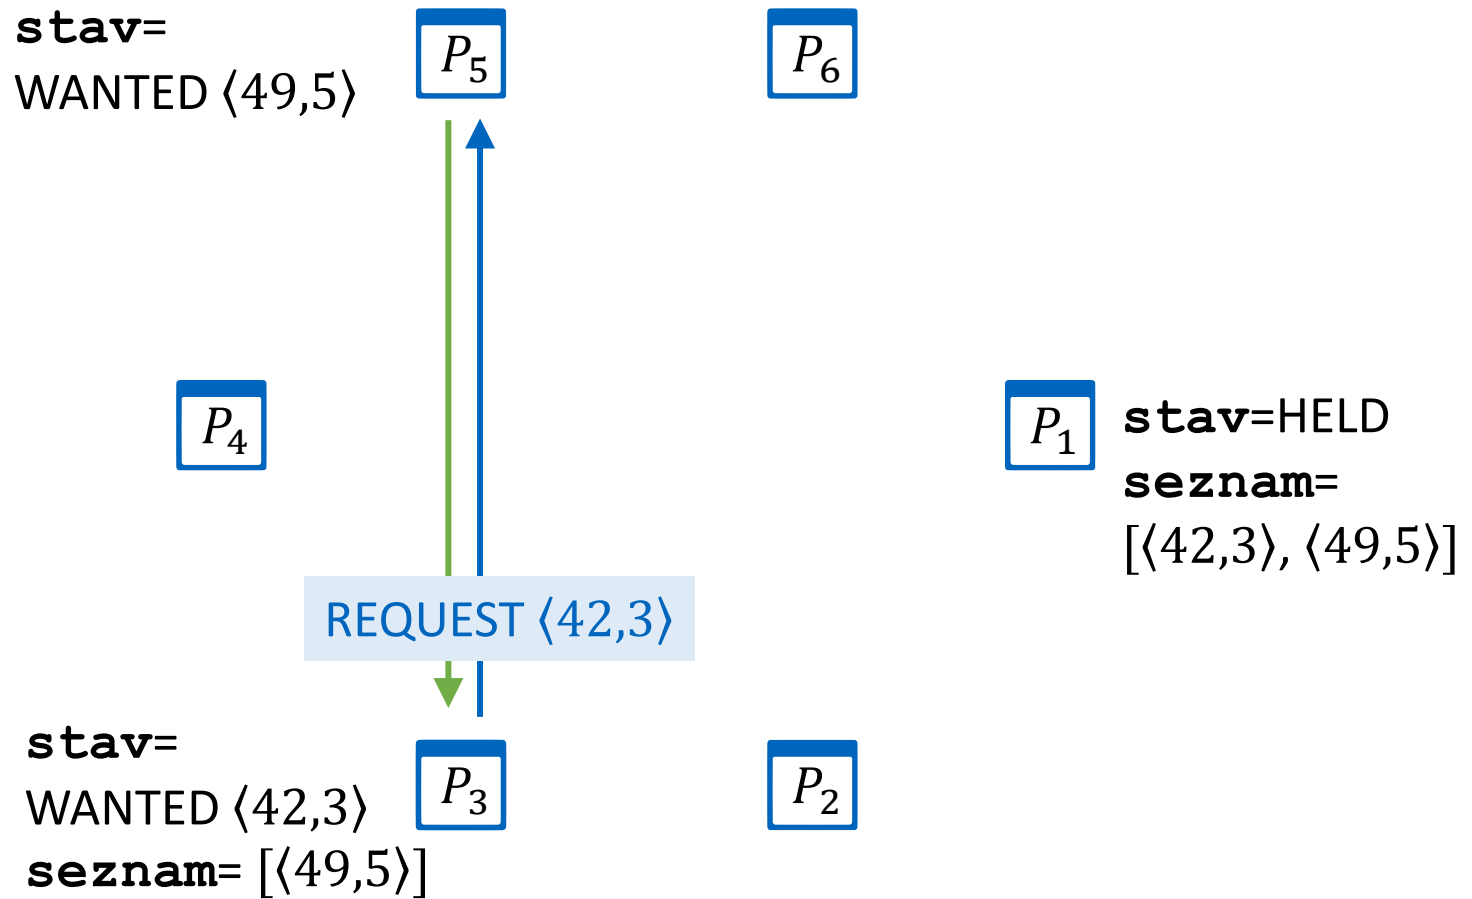 stav=
WANTED ⟨49,5⟩
P₅
P₆
P₄
P₁
stav=HELD
seznam=
[⟨42,3⟩, ⟨49,5⟩]
REQUEST ⟨42,3⟩
stav=
WANTED ⟨42,3⟩
seznam= [⟨49,5⟩]
P₃
P₂